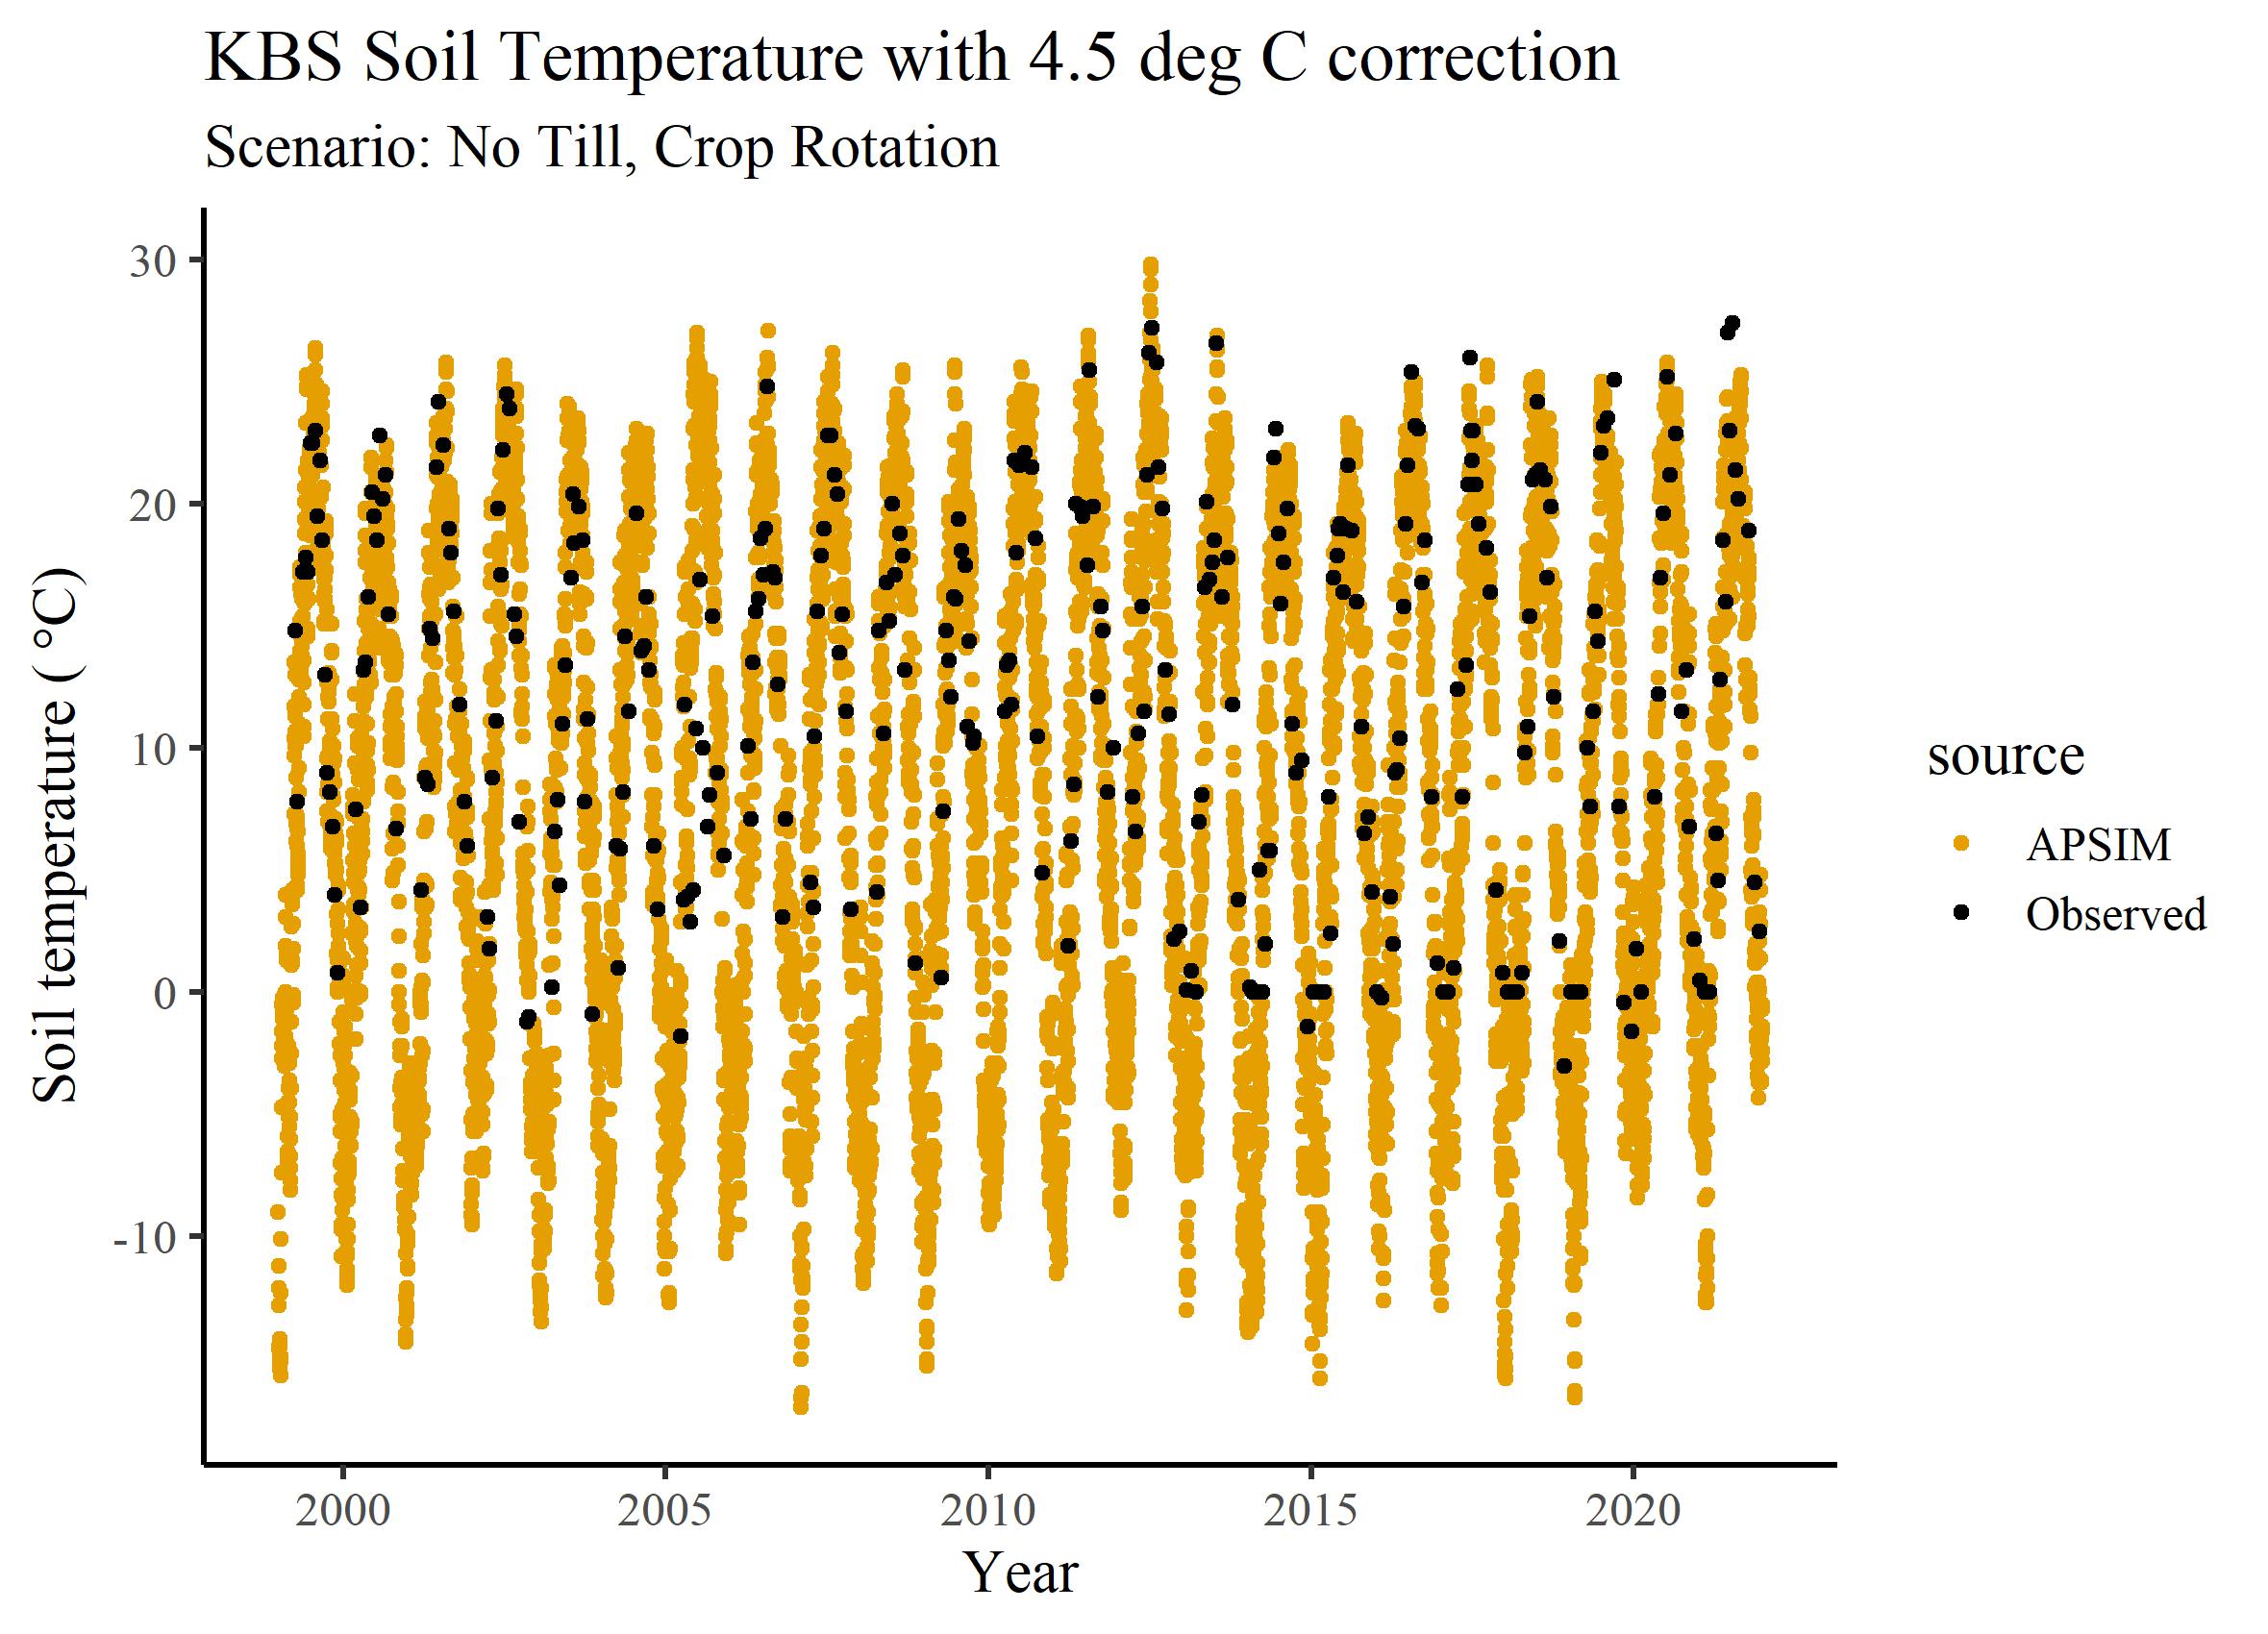 KBS Soil Temperature with 4.5 deg C correction
Scenario: No Till, Crop Rotation
Soil temperature ( °C)
30
20
10
0
-10
2000 2005 2010 2015 2020
Year
source
APSIM
Observed